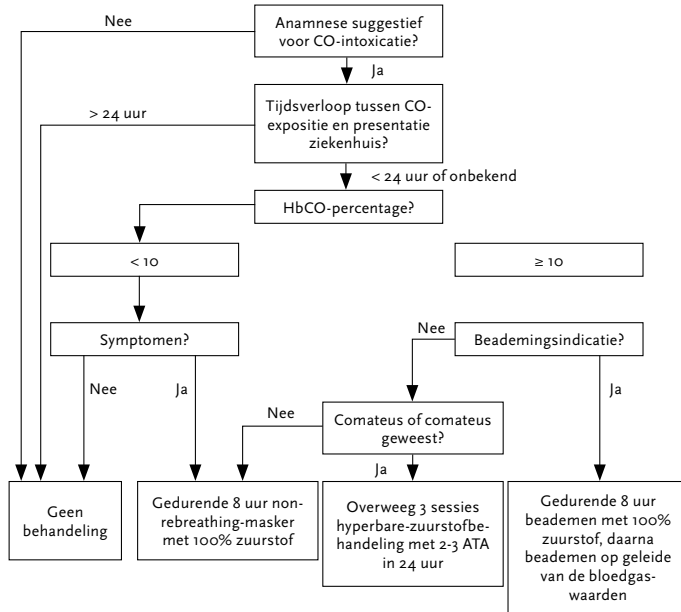 Nee
Anamnese suggestief
voor CO-intoxicatie?
Ja
> 24 uur
Tijdsverloop tussen CO-
expositie en presentatie
ziekenhuis?
< 24 uur of onbekend
HbCO-percentage?
< 10
≥ 10
Symptomen?
Nee
Beademingsindicatie?
Nee
Ja
Nee
Comateus of comateus
geweest?
Ja
Ja
Geen
behandeling
Gedurende 8 uur non-
rebreathing-masker
met 100% zuurstof
Overweeg 3 sessies
hyperbare-zuurstofbe-
handeling met 2-3 ATA
in 24 uur
Gedurende 8 uur
beademen met 100%
zuurstof, daarna
beademen op geleide
van de bloedgas-
waarden